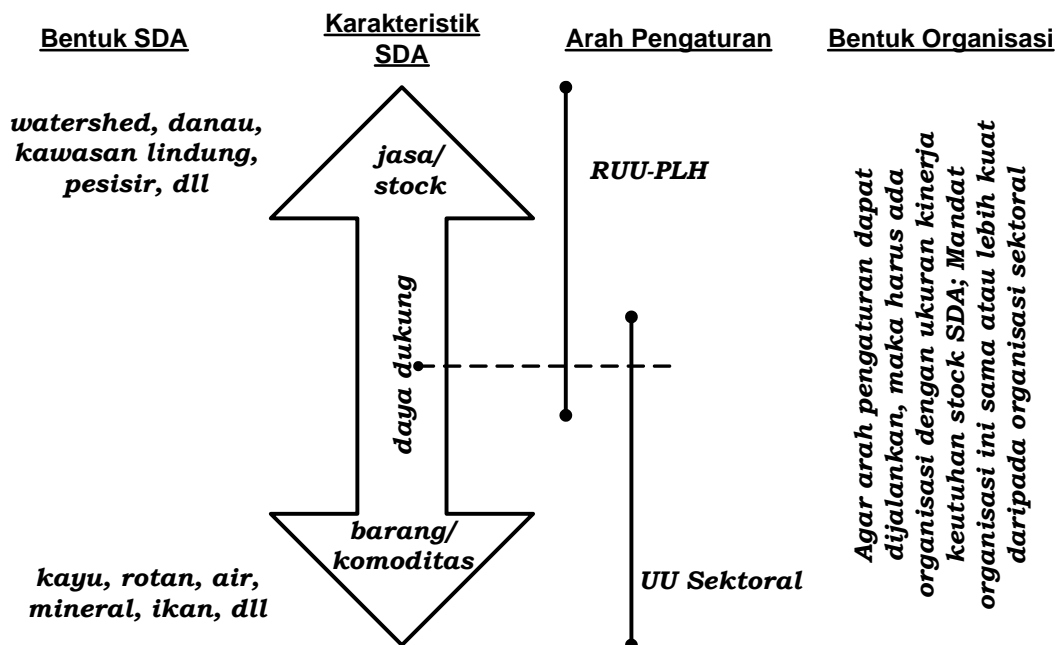 Bentuk SDA
Karakteristik
SDA
Arah Pengaturan
Bentuk Organisasi
watershed, danau,
kawasan lindung,
pesisir, dll
jasa/
stock
RUU-PLH
daya dukung
barang/
komoditas
kayu, rotan, air,
mineral, ikan, dll
UU Sektoral
Agar arah pengaturan dapat
dijalankan, maka harus ada
organisasi dengan ukuran kinerja
keutuhan stock SDA; Mandat
organisasi ini sama atau lebih kuat
daripada organisasi sektoral